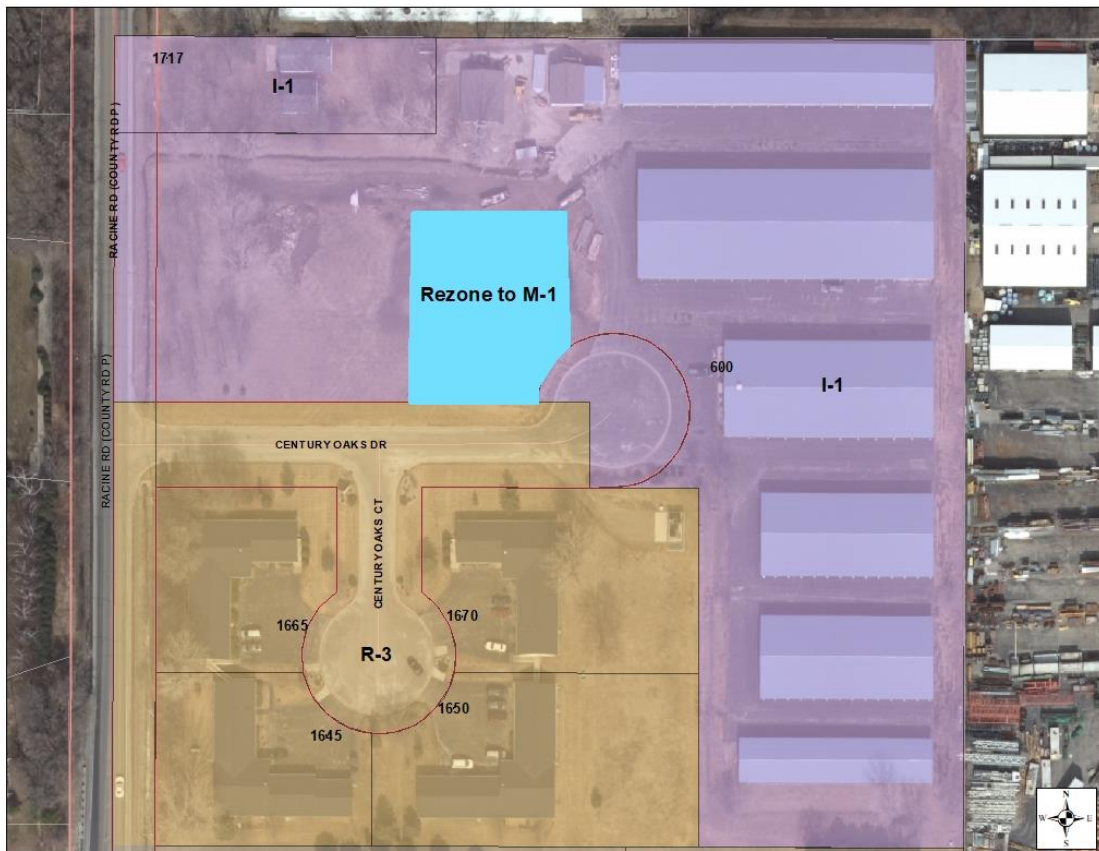 1717
I-1
RACINE RD (COUNTY RD P)
Rezone to M-1
600
I-1
RACINE RD (COUNTY RD P)
CENTURY OAKS DR
CENTURY OAKS CT
1665
1670
R-3
1650
1645
N
W E
S